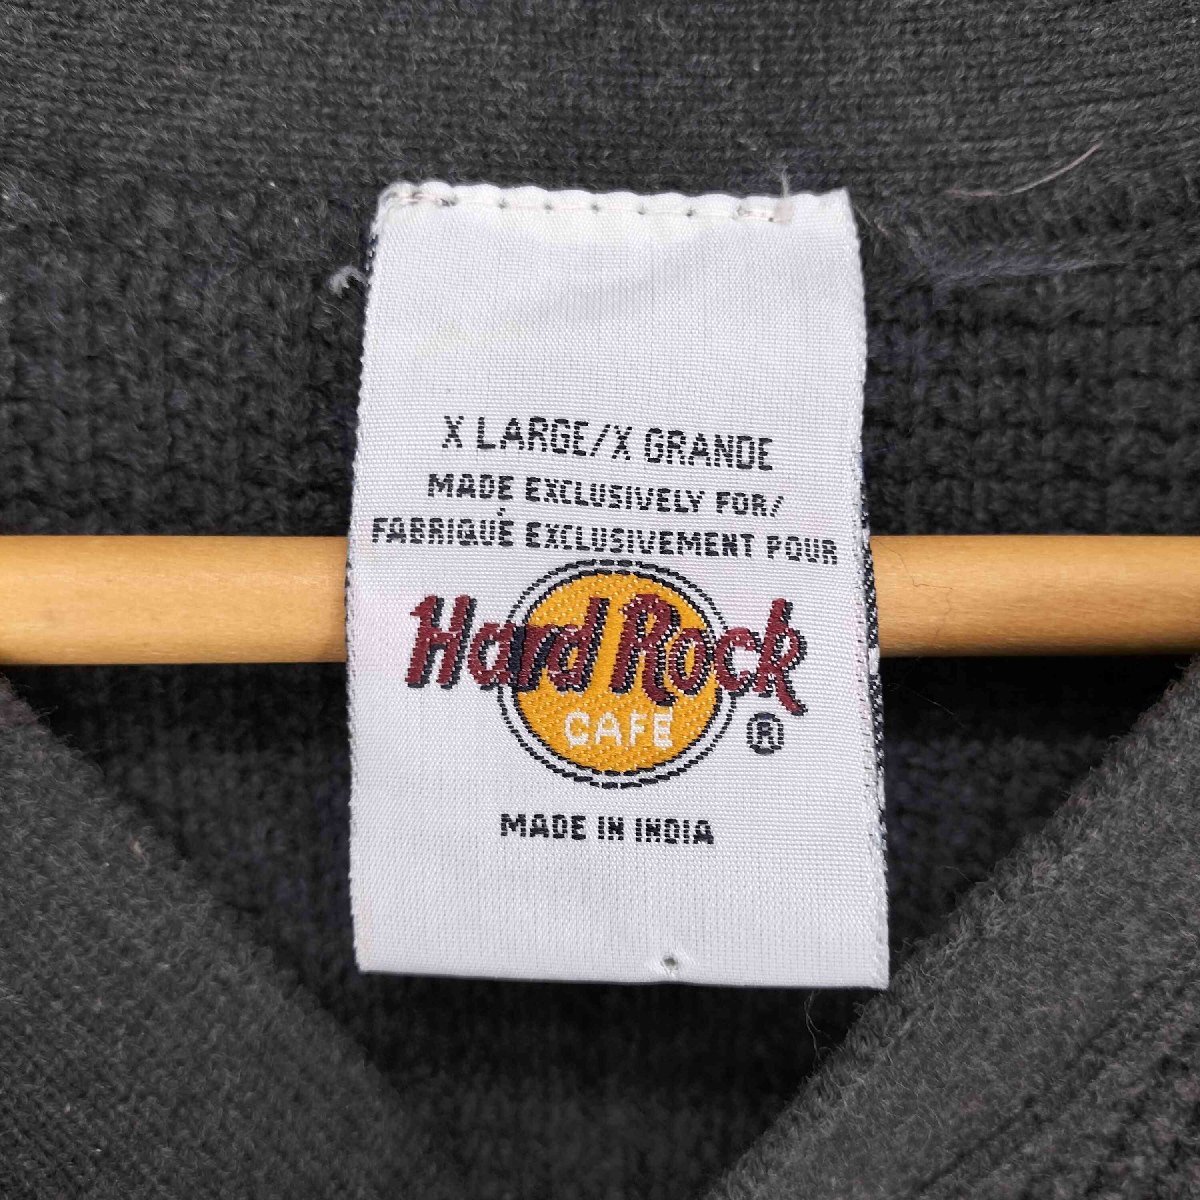 X LARGE/X GRANDE
MADE EXCLUSIVELY FOR/
FABRIQUÉ EXCLUSIVEMENT POUR
Hard Rock
CAFE ®
MADE IN INDIA